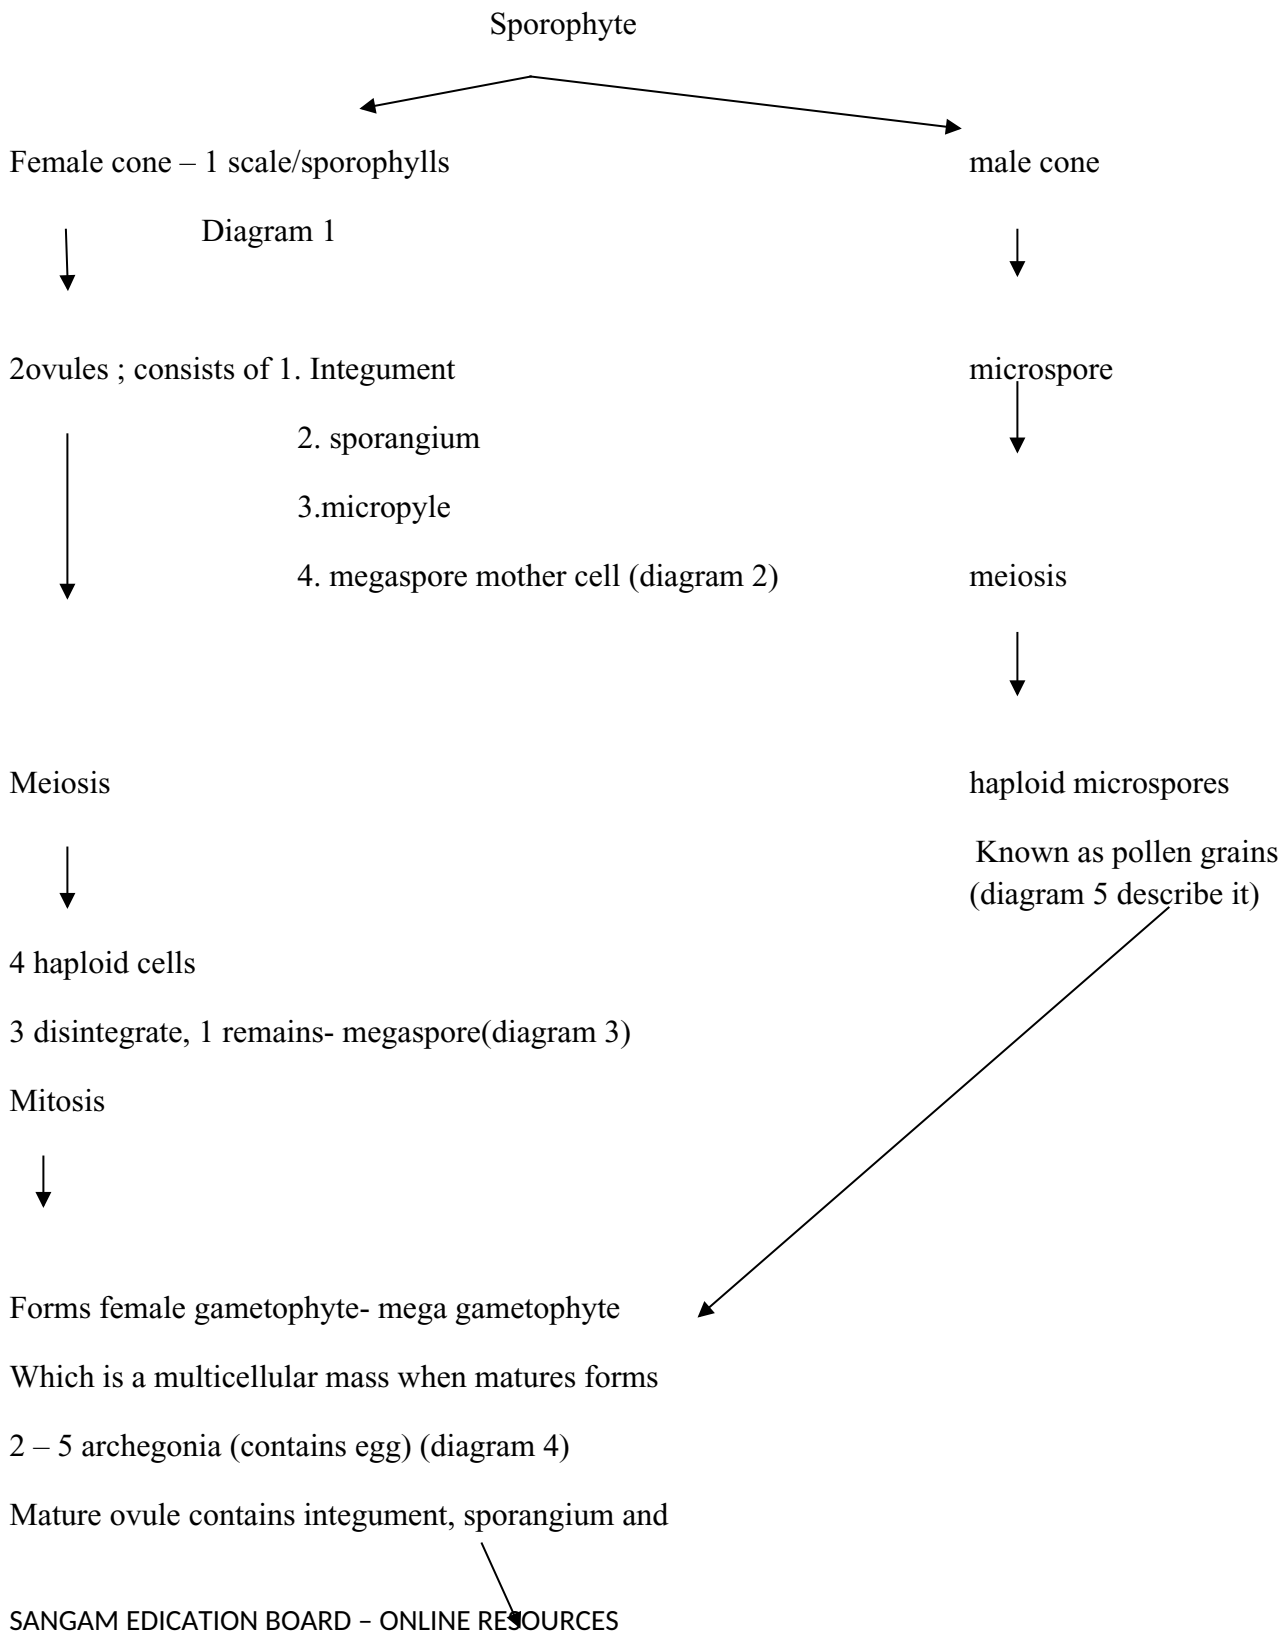 Sporophyte
Female cone – 1 scale/sporophylls
male cone
Diagram 1
2ovules ; consists of 1. Integument
microspore
2. sporangium
3.micropyle
4. megaspore mother cell (diagram 2)
meiosis
Meiosis
haploid microspores
Known as pollen grains
(diagram 5 describe it)
4 haploid cells
3 disintegrate, 1 remains- megaspore(diagram 3)
Mitosis
Forms female gametophyte- mega gametophyte
Which is a multicellular mass when matures forms
2 – 5 archegonia (contains egg) (diagram 4)
Mature ovule contains integument, sporangium and
SANGAM EDICATION BOARD – ONLINE RESOURCES